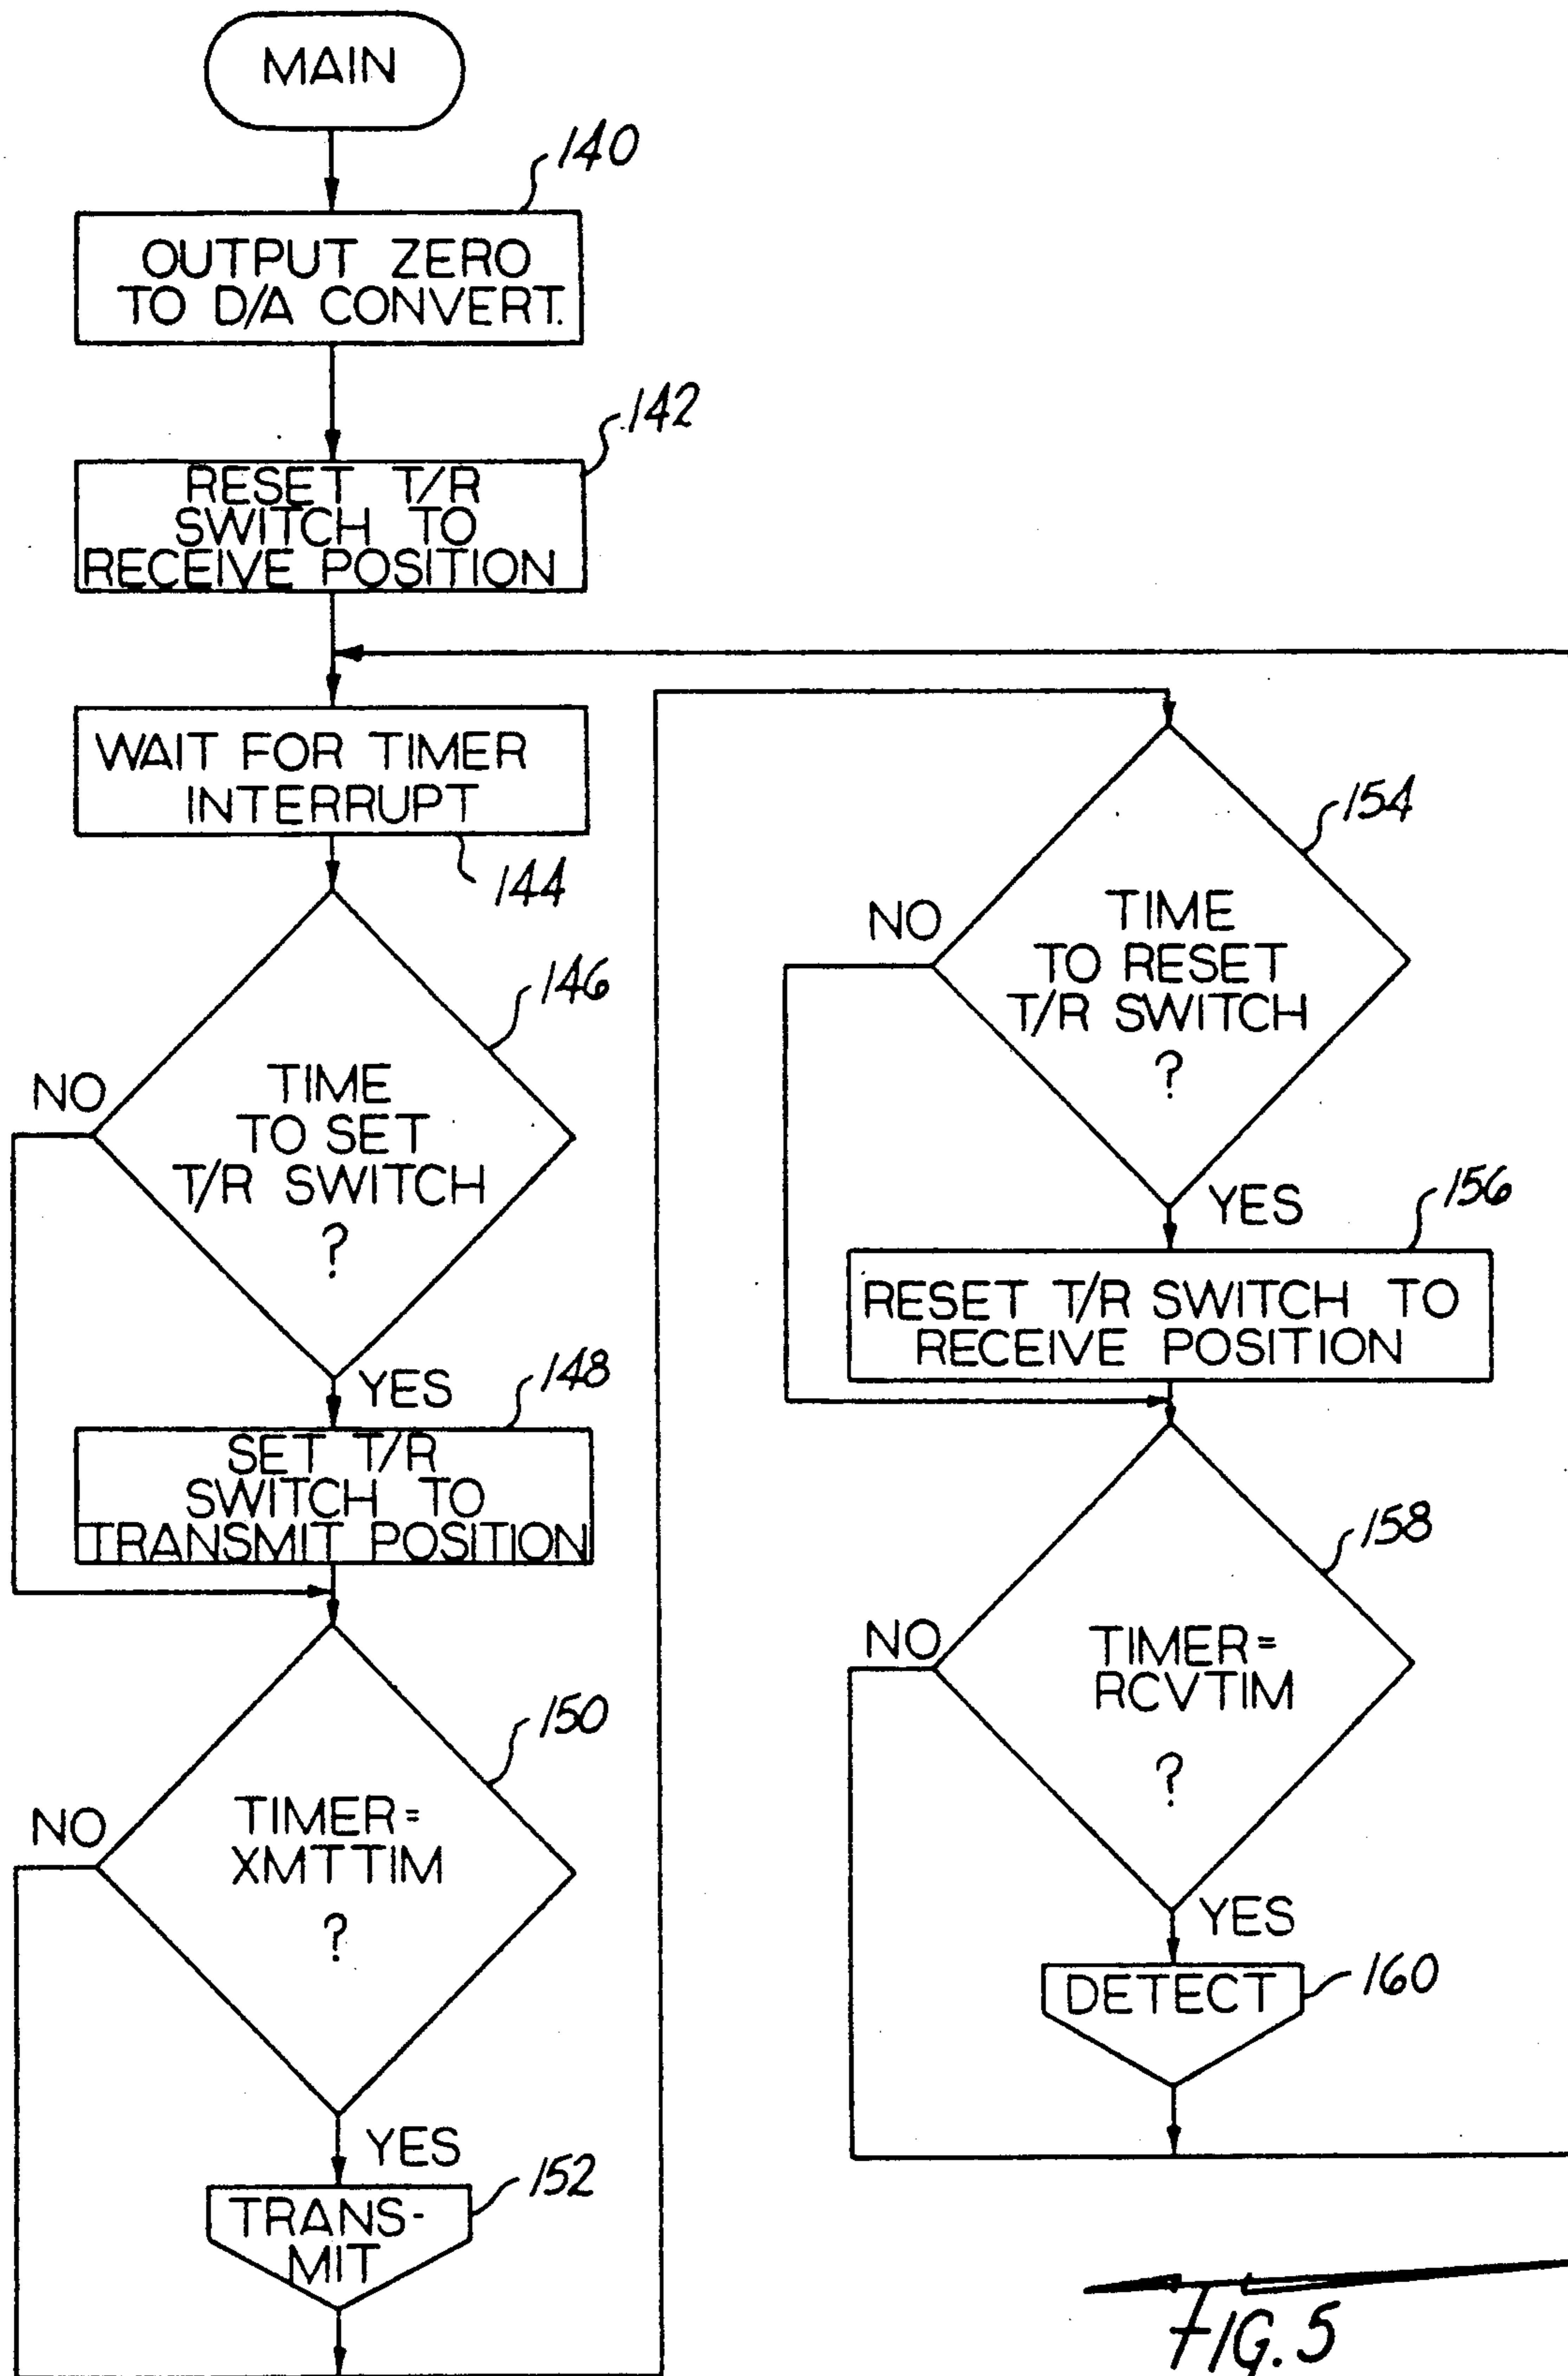 MAIN
140
OUTPUT ZERO
TO D/A CONVERT.
142
RESET T/R
SWITCH TO
RECEIVE POSITION
WAIT FOR TIMER
INTERRUPT
144
146
NO
TIME
TO SET
T/R SWITCH
?
YES
148
SET T/R
SWITCH TO
TRANSMIT POSITION
150
NO
TIMER=
XMTTIM
?
YES
152
TRANS-
MIT
154
NO
TIME
TO RESET
T/R SWITCH
?
YES
156
RESET T/R SWITCH TO
RECEIVE POSITION
158
NO
TIMER=
RCVTIM
?
YES
DETECT
160
FIG. 5